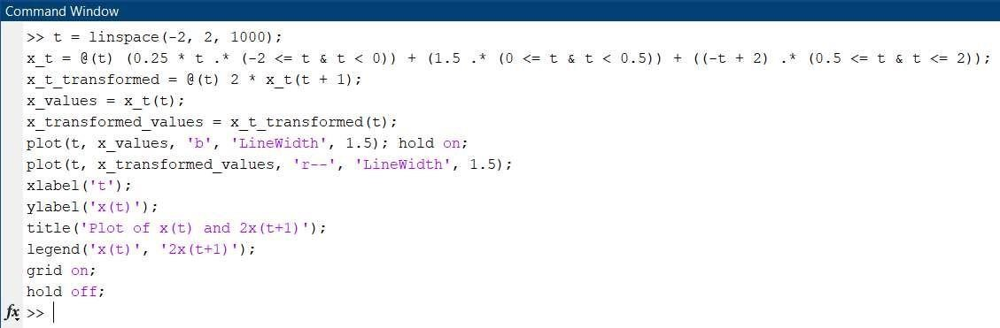 Command Window
>> t = linspace(-2, 2, 1000);
x_t = @(t) (0.25 * t .* (-2 <= t & t < 0)) + (1.5 .* (0 <= t & t < 0.5)) + ((-t + 2) .* (0.5 <= t & t <= 2));
x_t_transformed = @(t) 2 * x_t(t + 1);
x_values = x_t(t);
x_transformed_values = x_t_transformed(t);
plot(t, x_values, 'b', 'LineWidth', 1.5); hold on;
plot(t, x_transformed_values, 'r--', 'LineWidth', 1.5);
xlabel('t');
ylabel('x(t)');
title('Plot of x(t) and 2x(t+1)');
legend('x(t)', '2x(t+1)');
grid on;
hold off;
fx >>